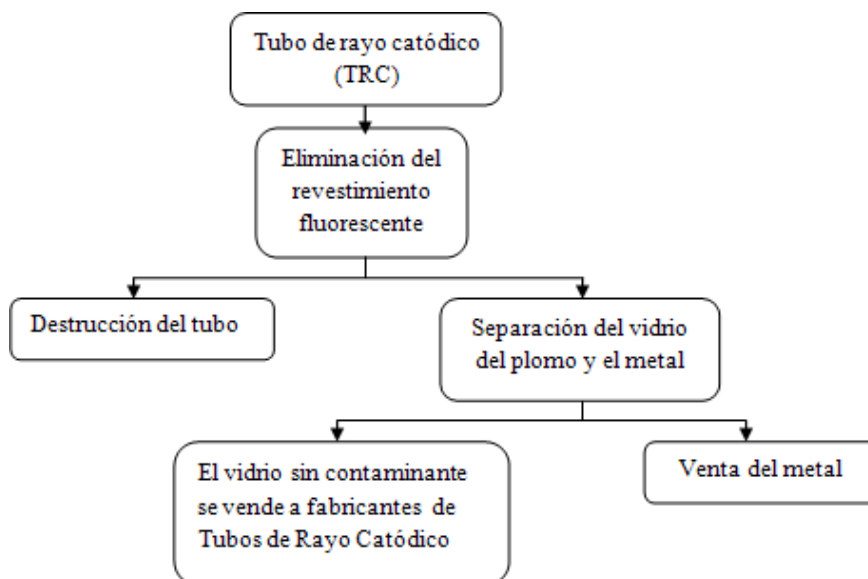 Tubo de rayo catódico
(TRC)
Eliminación del
revestimiento
fluorescente
Destrucción del tubo
Separación del vidrio
del plomo y el metal
El vidrio sin contaminante
se vende a fabricantes de
Tubos de Rayo Catódico
Venta del metal